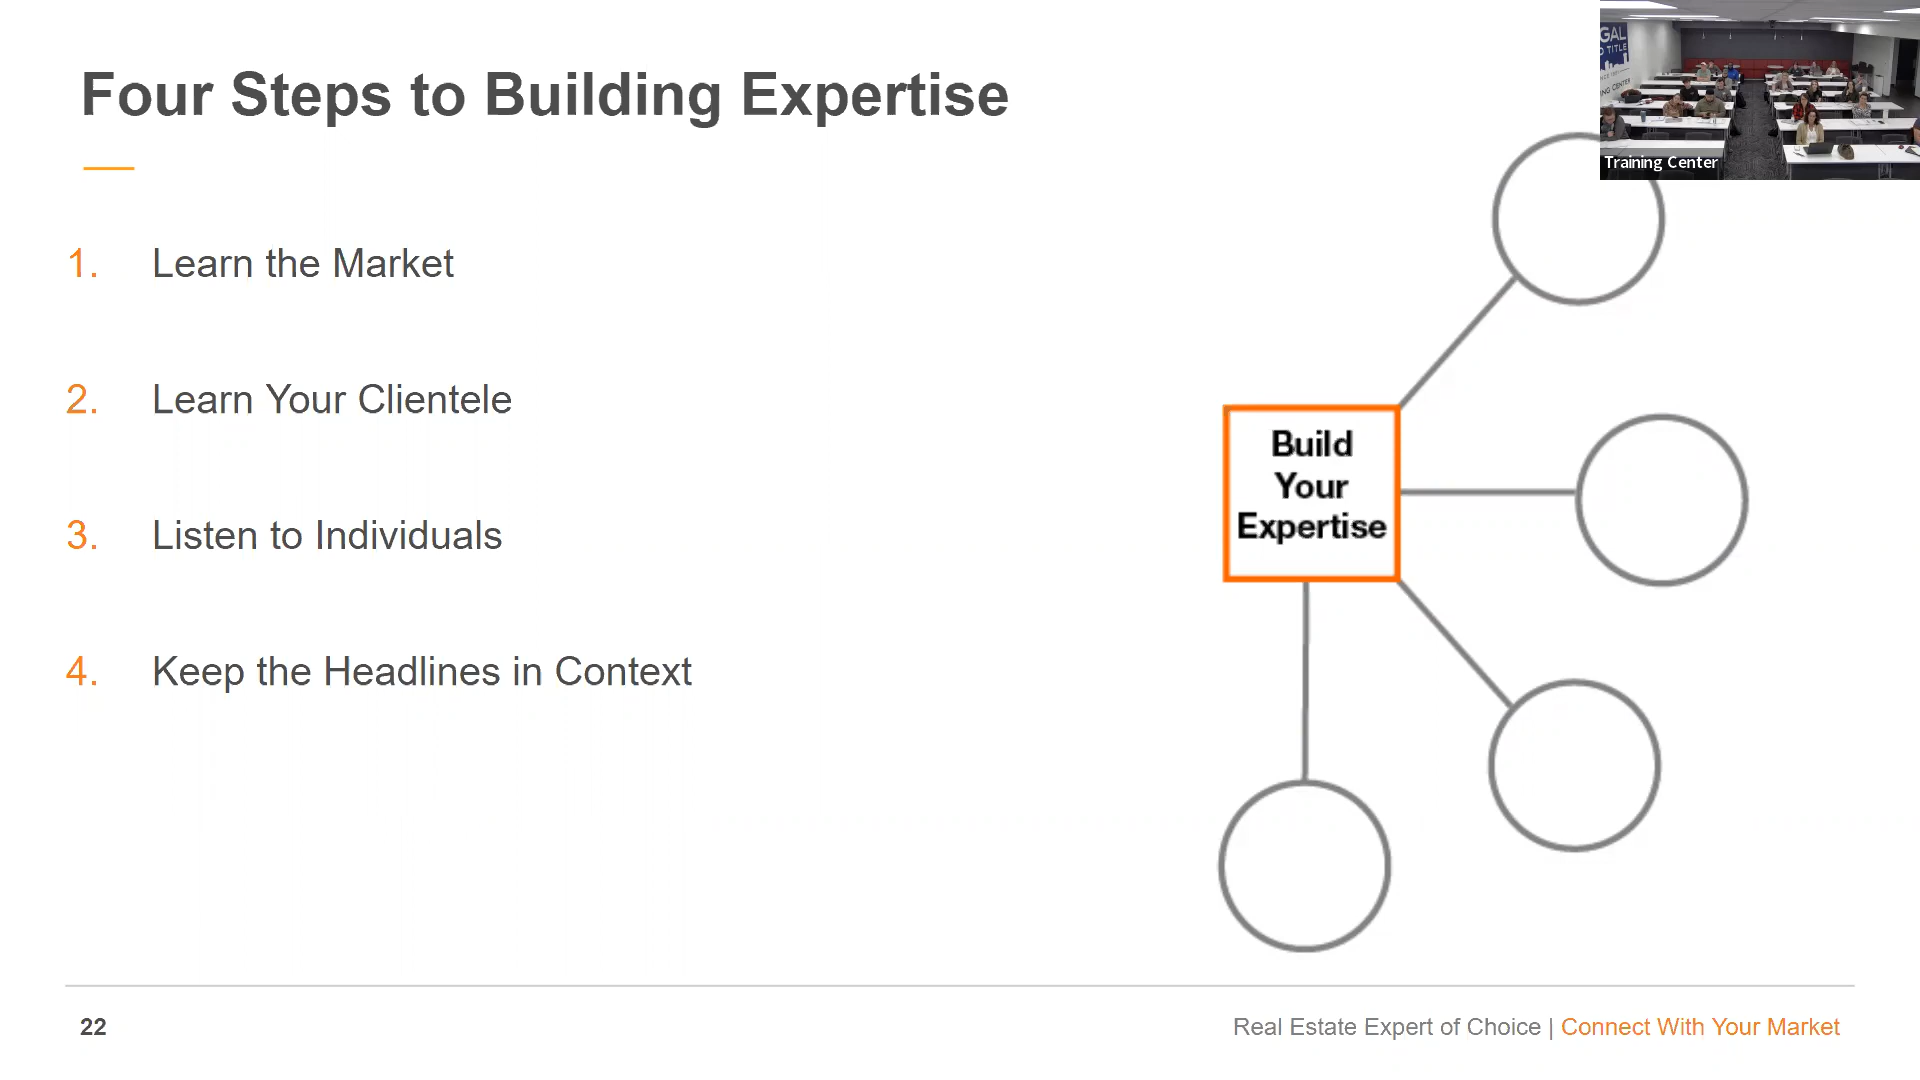 Four Steps to Building Expertise
1. Learn the Market
2. Learn Your Clientele
3. Listen to Individuals
4. Keep the Headlines in Context
Build
Your
Expertise
GAL
TITLE
Training Center
22
Real Estate Expert of Choice | Connect With Your Market